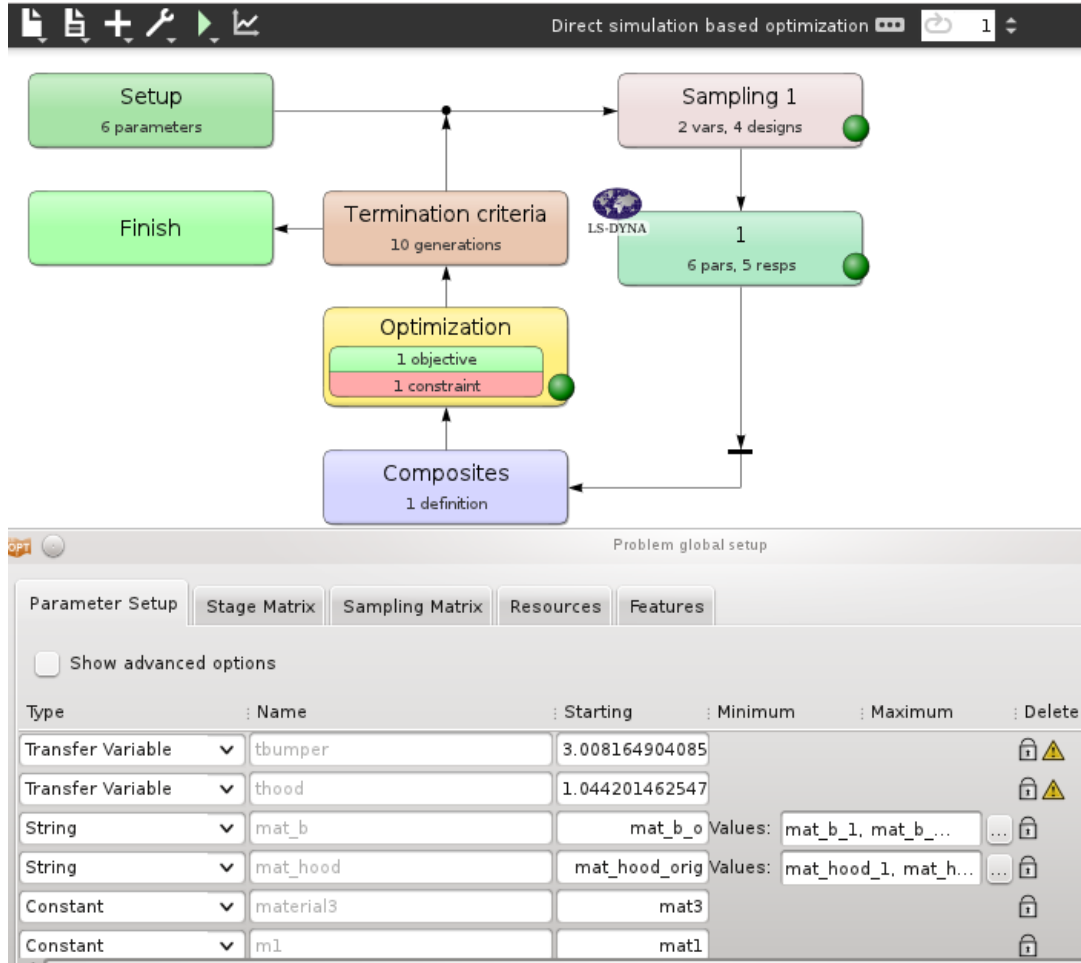 Direct simulation based optimization
1
Setup
6 parameters
Sampling 1
2 vars, 4 designs
Finish
Termination criteria
10 generations
LS-DYNA
1
6 pars, 5 resps
Optimization
1 objective
1 constraint
Composites
1 definition
OPT
Problem global setup
Parameter Setup Stage Matrix Sampling Matrix Resources Features
Show advanced options
Type Name Starting Minimum Maximum Delete
Transfer Variable tbumper 3.008164904085
Transfer Variable thood 1.044201462547
String mat_b mat_b_o Values: mat_b_1, mat_b_... ...
String mat_hood mat_hood_orig Values: mat_hood_1, mat_h... ...
Constant material3 mat3
Constant m1 mat1